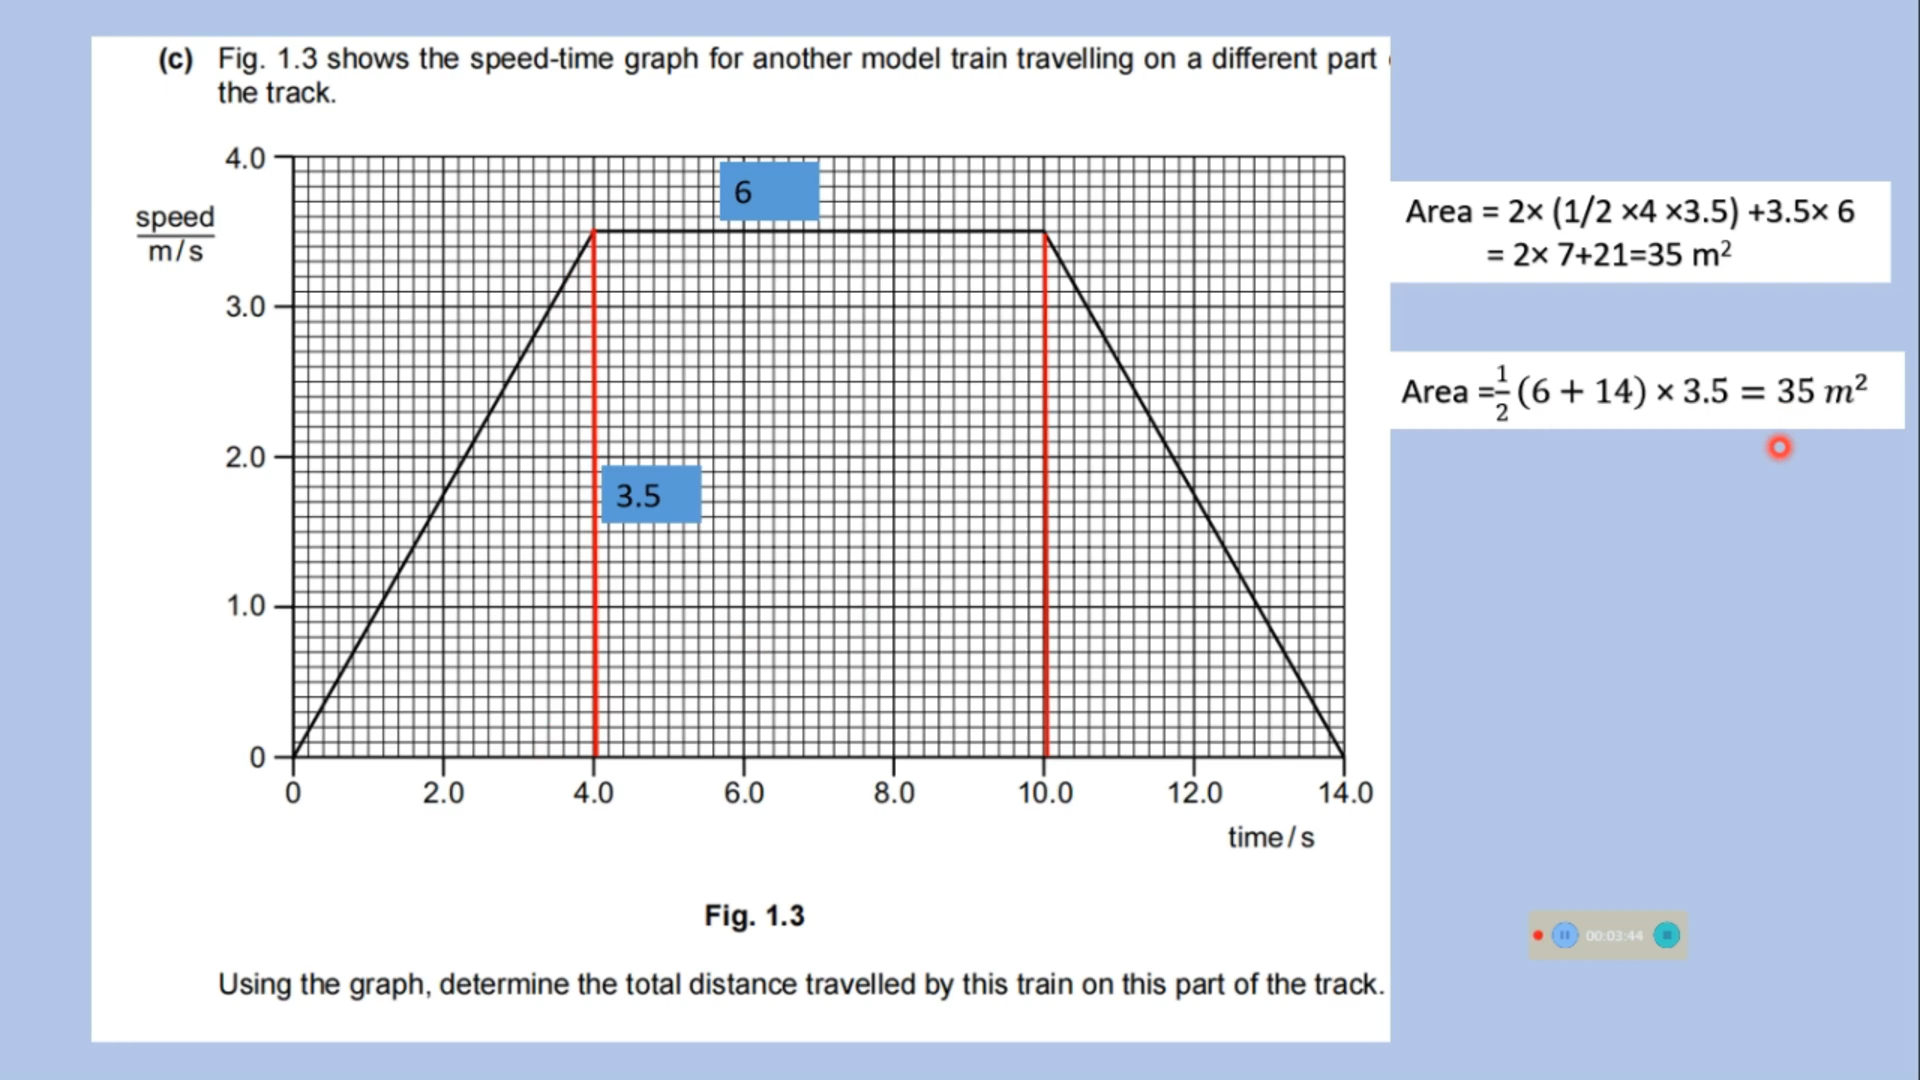 (c) Fig. 1.3 shows the speed-time graph for another model train travelling on a different part
the track.
4.0
6
speed
m/s
3.0
2.0
3.5
1.0
0
0 2.0 4.0 6.0 8.0 10.0 12.0 14.0
time/s
Fig. 1.3
Using the graph, determine the total distance travelled by this train on this part of the track.
Area = 2× (1/2 ×4 ×3.5) +3.5× 6
= 2× 7+21=35 m²
Area =1/2 (6 + 14) × 3.5 = 35 m²
00:03:44